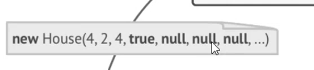 new House(4, 2, 4, true, null, null, null, ...)